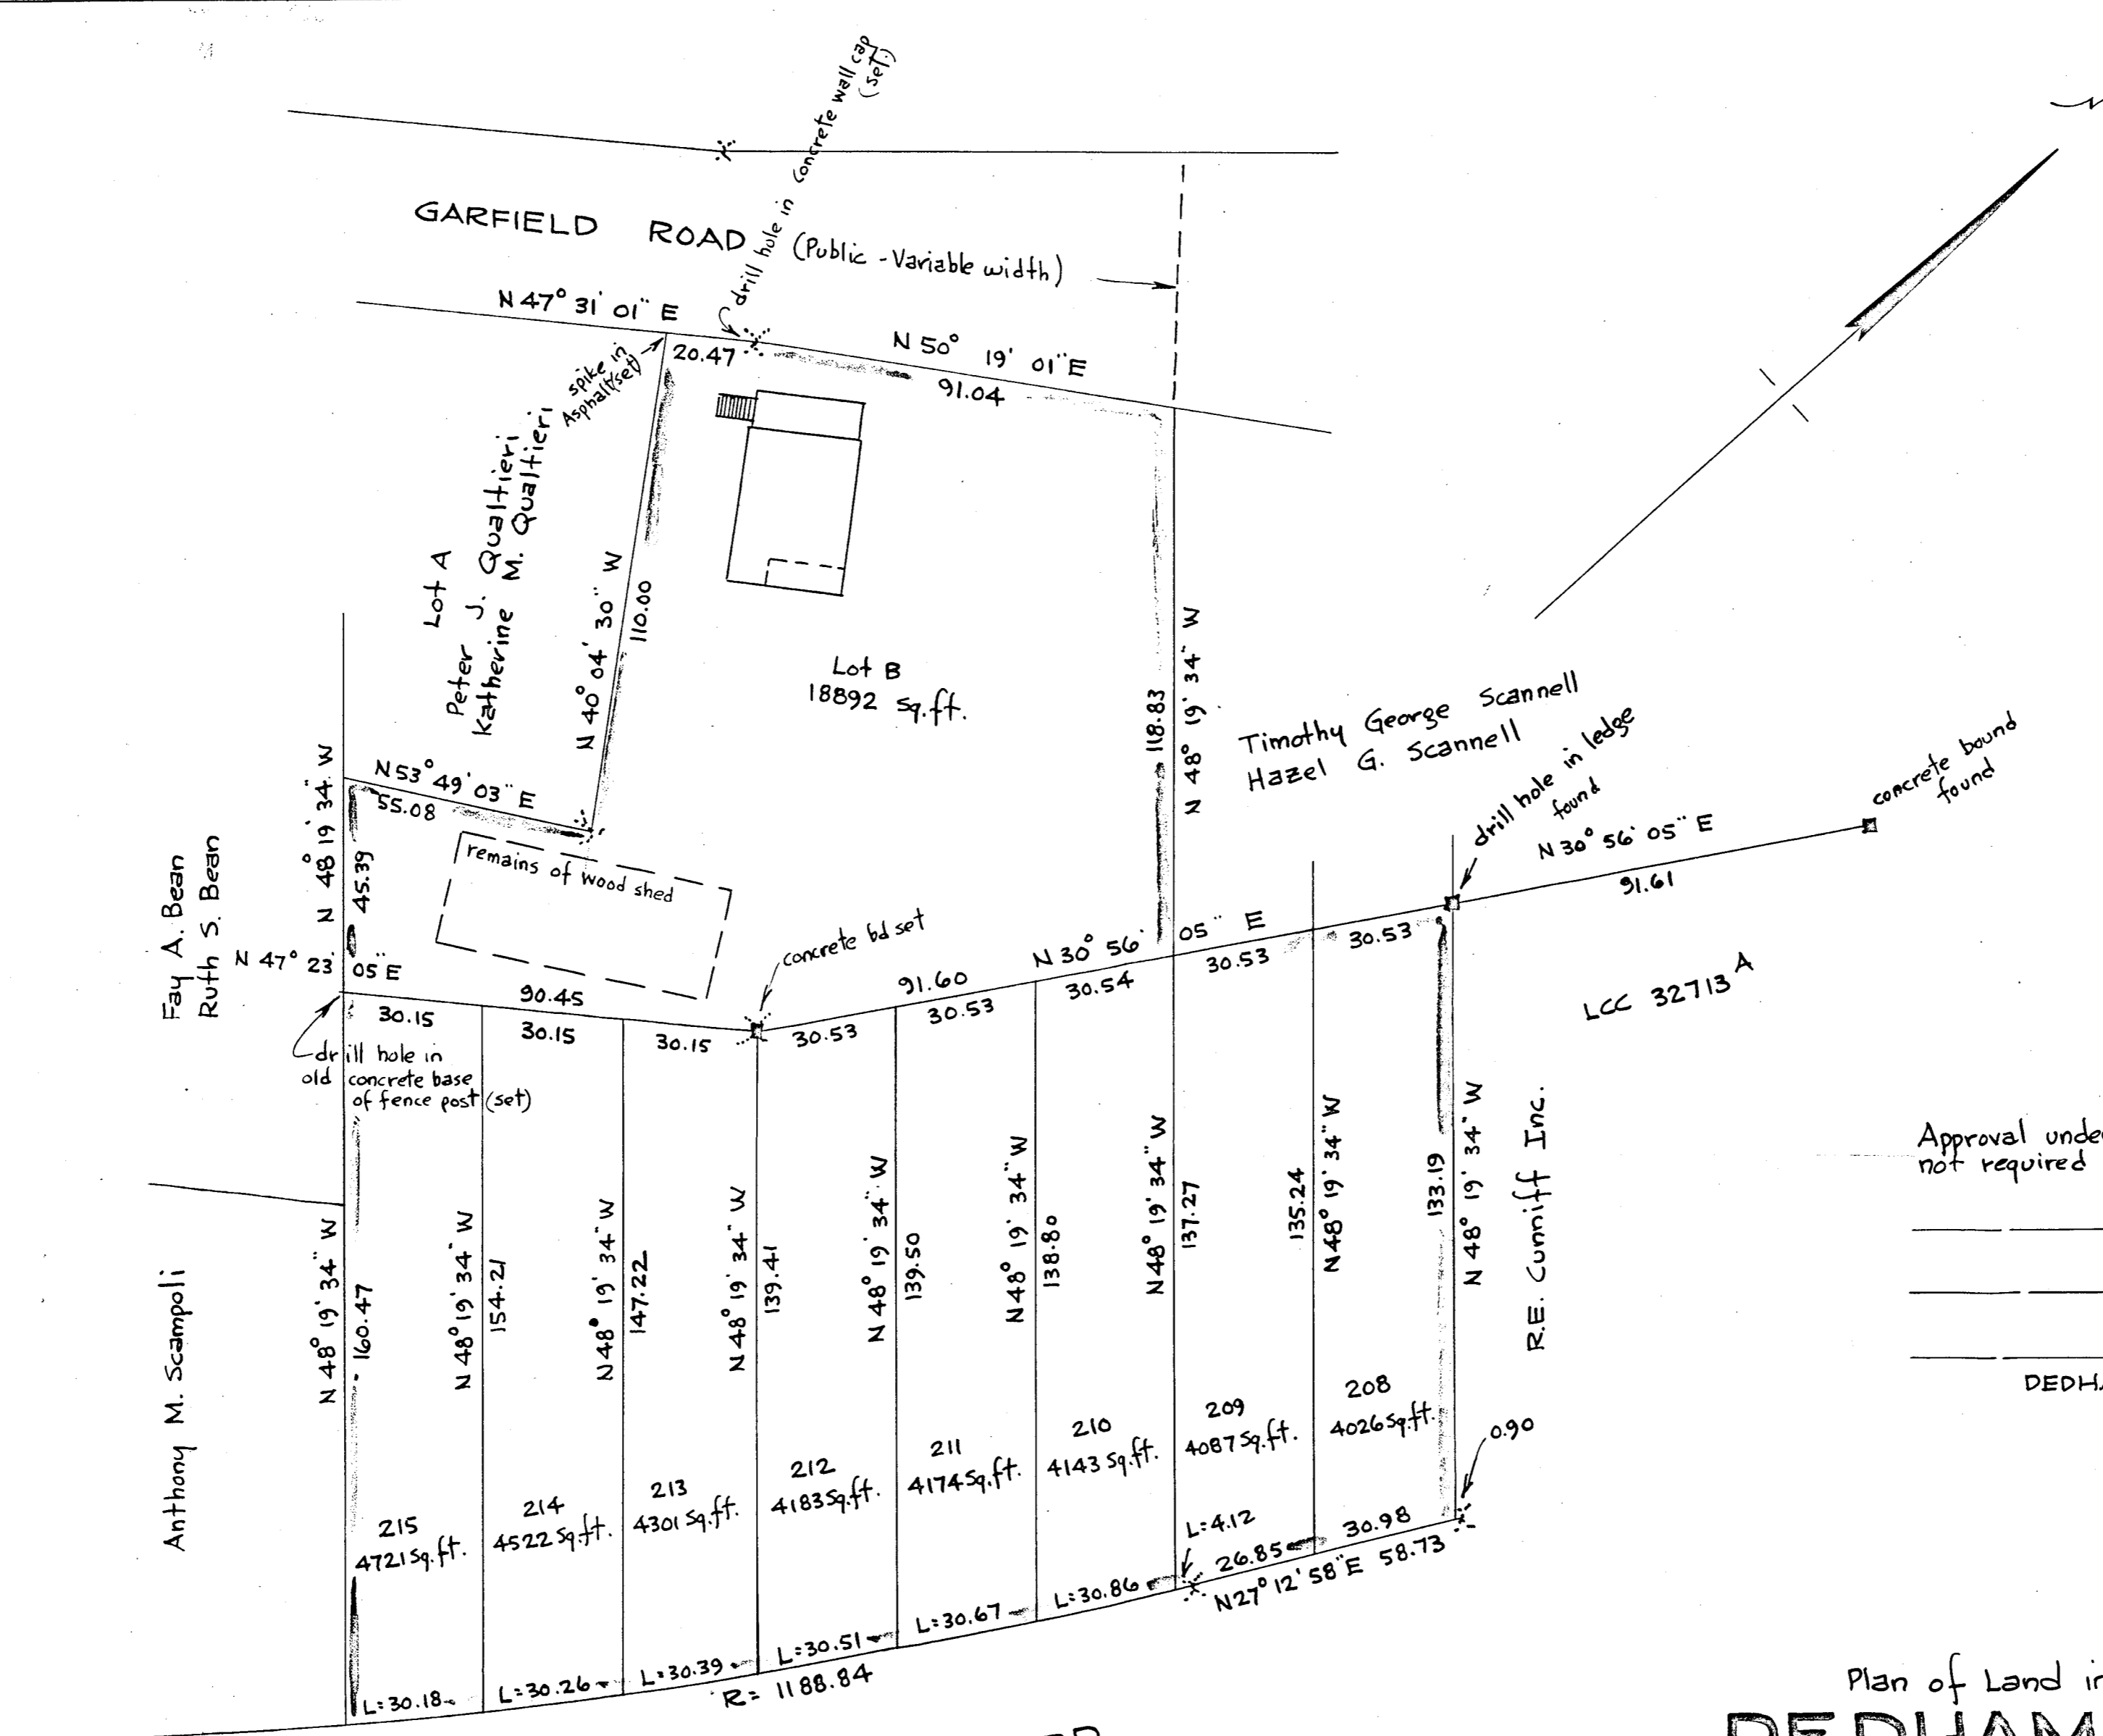 drill hole in concrete wall cap
(set)
GARFIELD ROAD (Public - Variable width)
N 47° 31' 01" E
20.47
N 50° 19' 01" E
91.04
spike in
Asphalt (set)
Lot A
Peter J. Qualtieri
Katherine M. Qualtieri
N 40° 04' 30" W
110.00
Lot B
18892 sq.ft.
118.83
N 48° 19' 34" W
Timothy George Scannell
Hazel G. Scannell
drill hole in ledge
found
concrete bound
found
N 30° 56' 05" E
91.61
LCC 32713 A
N 48° 19' 34" W
N 53° 49' 03" E
55.08
45.39
remains of wood shed
Fay A. Bean
Ruth S. Bean
N 47° 23' 05" E
90.45
concrete bd set
91.60
N 30° 56' 05" E
30.15
30.15
30.15
30.53
30.53
30.54
30.53
30.53
drill hole in
old concrete base
of fence post (set)
N 48° 19' 34" W
160.47
N 48° 19' 34" W
154.21
N 48° 19' 34" W
147.22
N 48° 19' 34" W
139.41
N 48° 19' 34" W
139.50
N 48° 19' 34" W
138.80
N 48° 19' 34" W
137.27
135.24
N 48° 19' 34" W
133.19
N 48° 19' 34" W
R.E. Cunniff Inc.
Anthony M. Scampoli
Approval unde
not required
DEDHA
215
4721 Sq.ft.
214
4522 Sq.ft.
213
4301 Sq.ft.
212
4183 Sq.ft.
211
4174 Sq.ft.
210
4143 Sq.ft.
209
4087 Sq.ft.
208
4026 Sq.ft.
0.90
L=30.18
L=30.26
L=30.39
L=30.51
L=30.67
L=30.86
L=4.12
26.85
30.98
N 27° 12' 58" E 58.73
R= 1188.84
Plan of Land in
DEDHAM